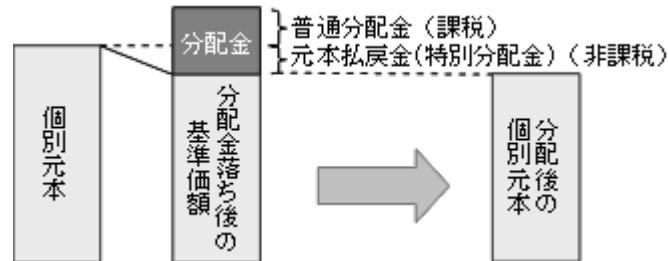 分配金
普通分配金（課税）
元本払戻金(特別分配金)（非課税）
個別元本
分配金落ち後の
基準価額
分配後の
個別元本